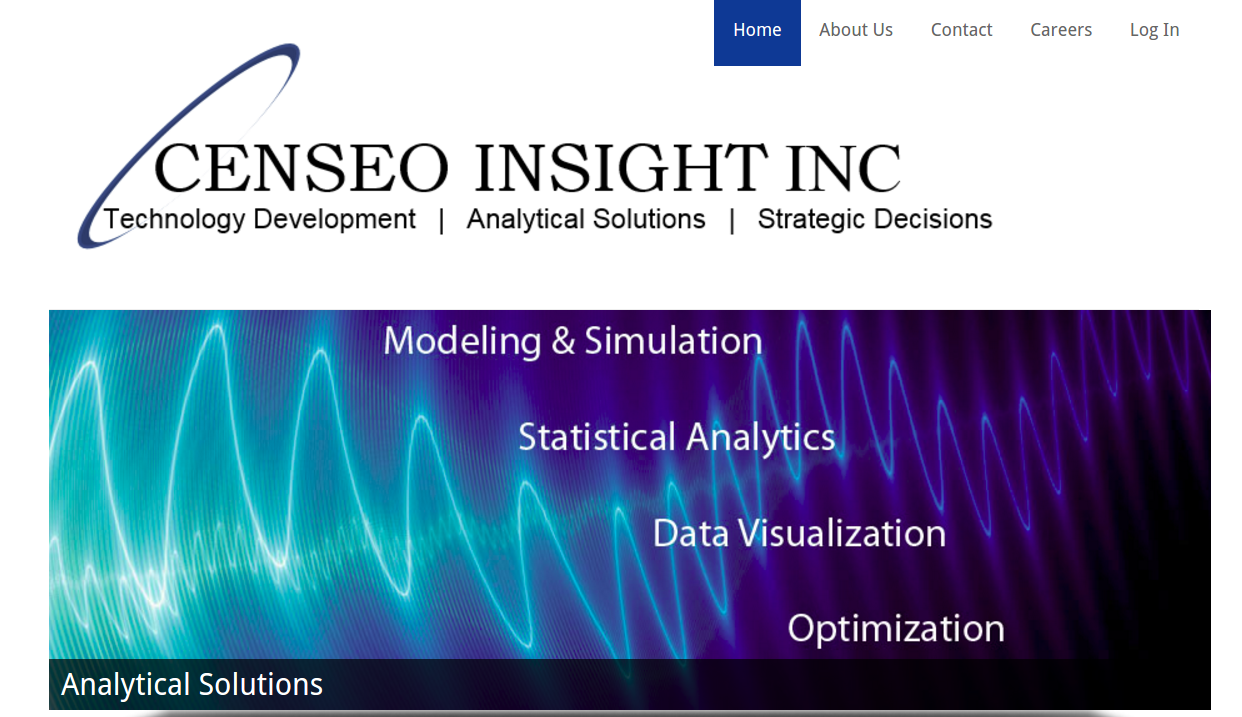 Home About Us Contact Careers Log In
CENSEO INSIGHT INC
Technology Development | Analytical Solutions | Strategic Decisions
Modeling & Simulation
Statistical Analytics
Data Visualization
Optimization
Analytical Solutions